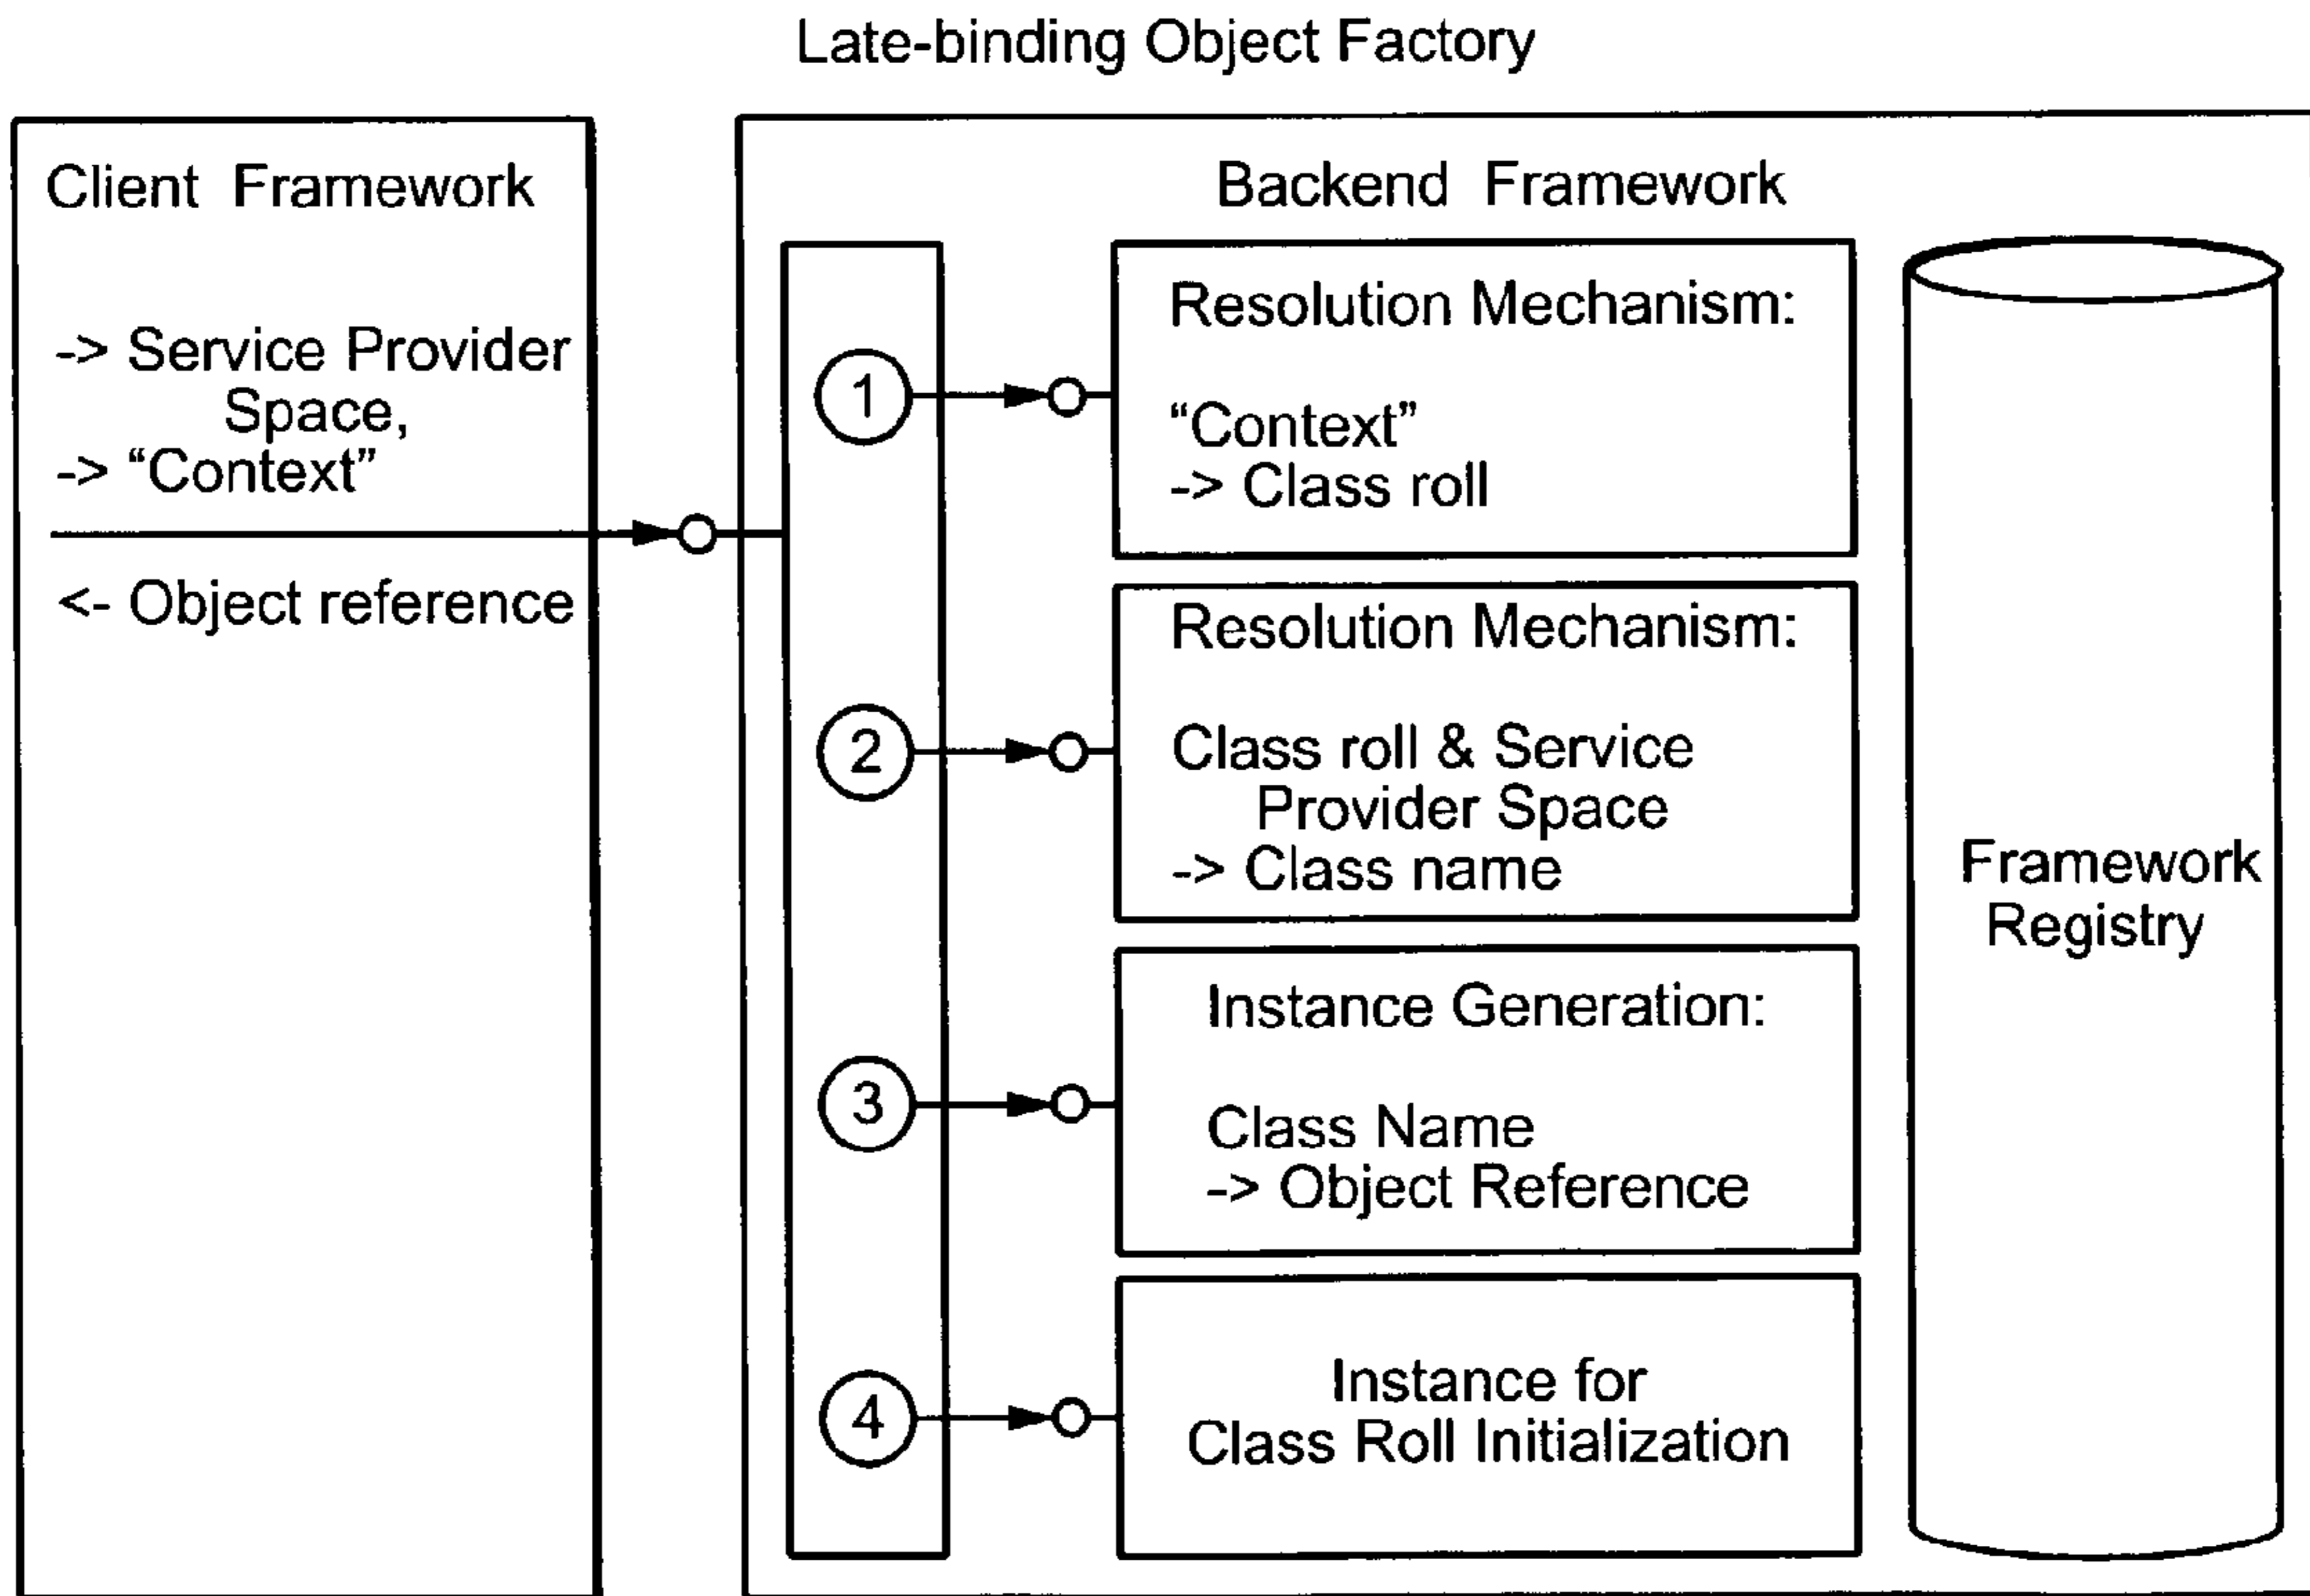 Late-binding Object Factory
Client Framework
-> Service Provider
Space,
-> “Context”
<- Object reference
Backend Framework
1
Resolution Mechanism:
“Context”
-> Class roll
2
Resolution Mechanism:
Class roll & Service
Provider Space
-> Class name
3
Instance Generation:
Class Name
-> Object Reference
4
Instance for
Class Roll Initialization
Framework
Registry